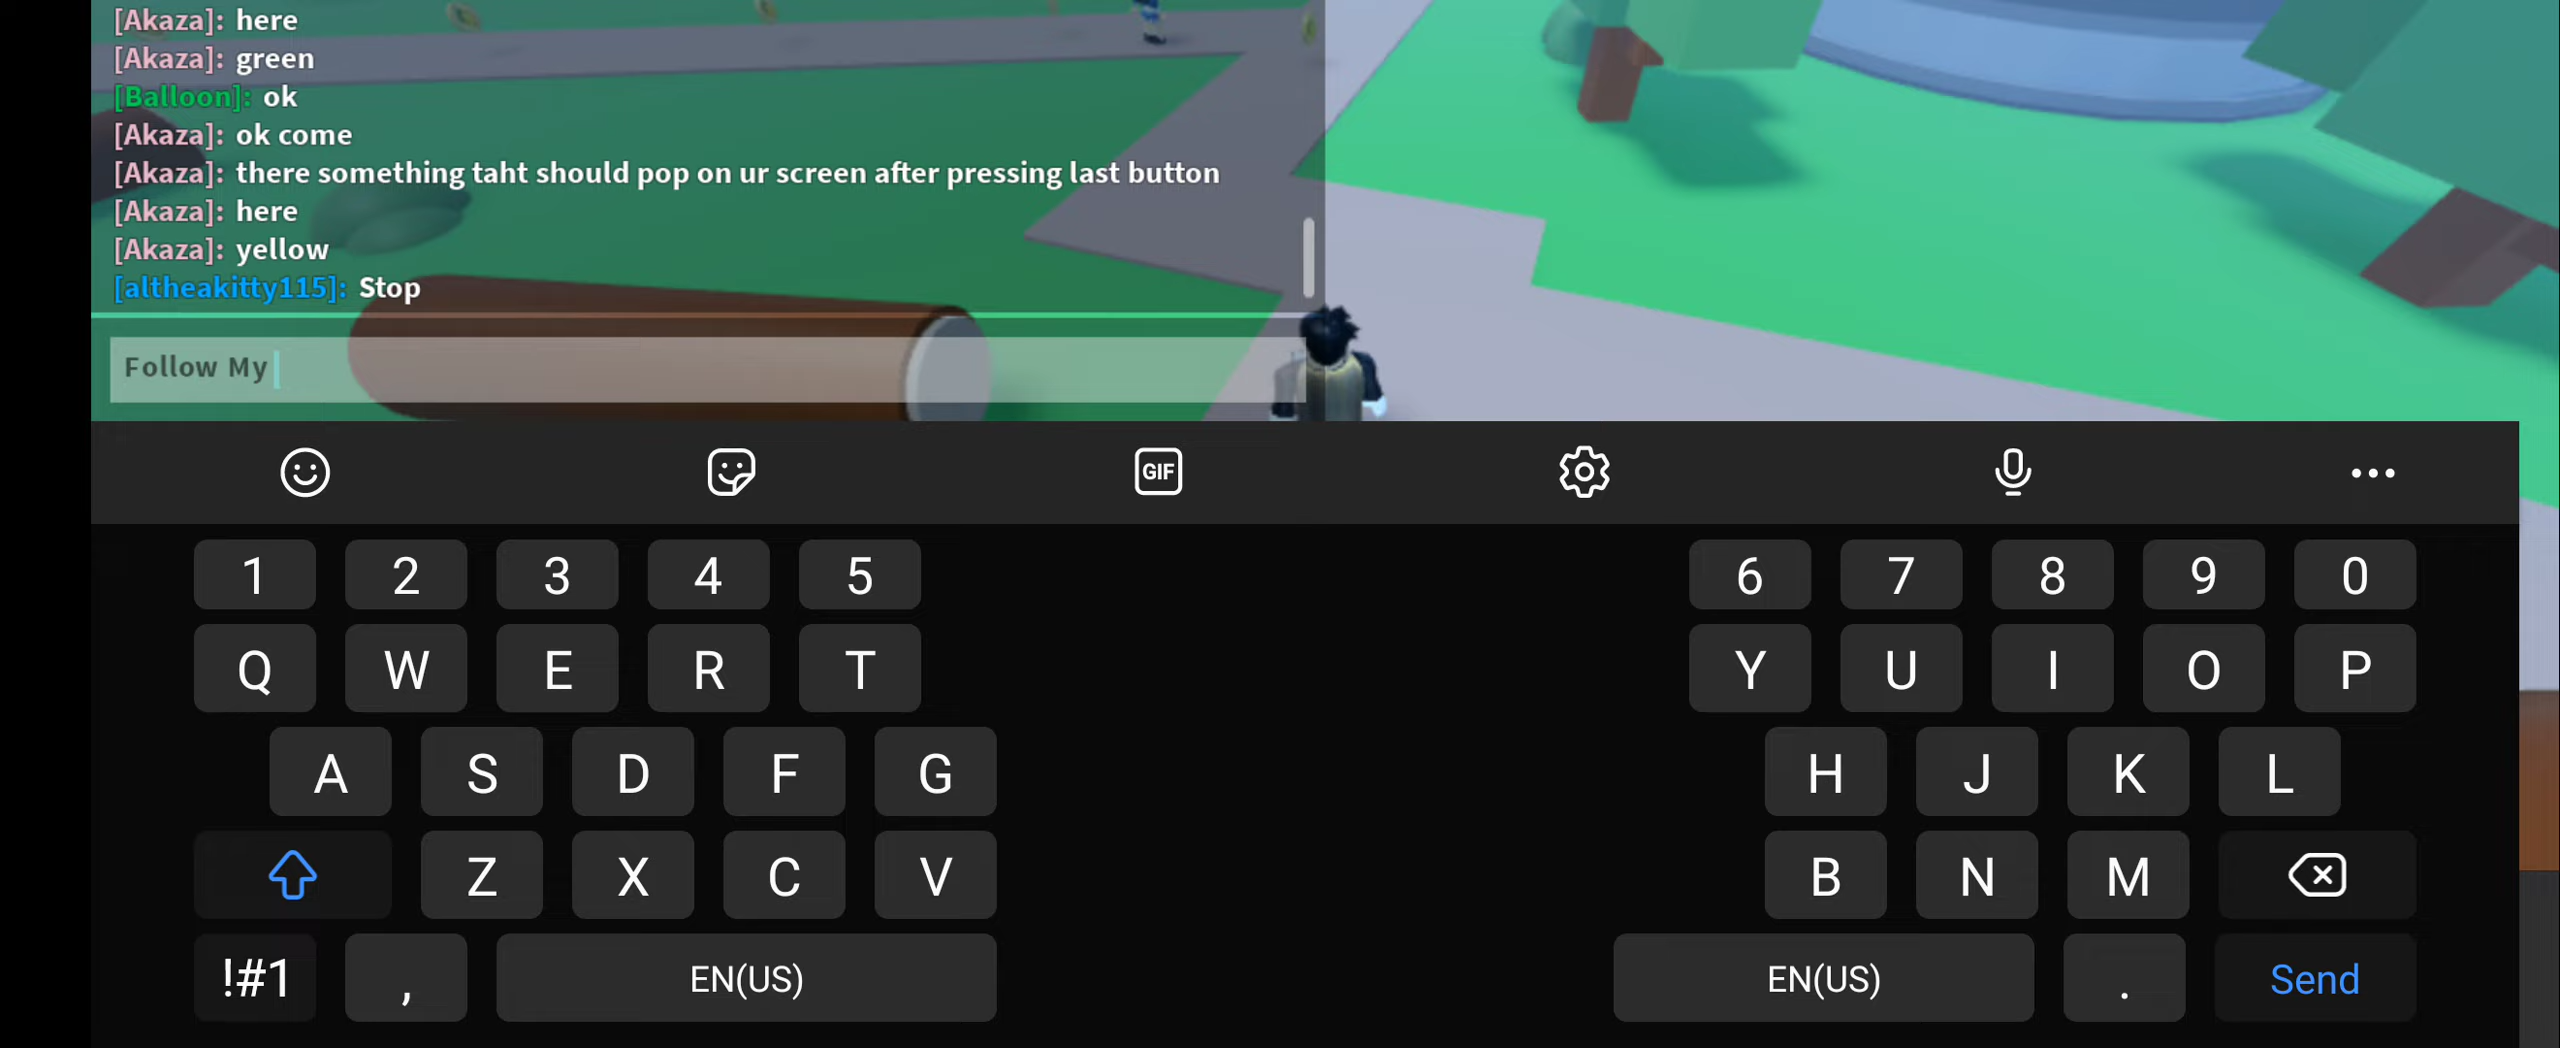 [Akaza]: here
[Akaza]: green
[Balloon]: ok
[Akaza]: ok come
[Akaza]: there something taht should pop on ur screen after pressing last button
[Akaza]: here
[Akaza]: yellow
[altheakitty115]: Stop
Follow My
GIF
1 2 3 4 5 6 7 8 9 0
Q W E R T Y U I O P
A S D F G H J K L
Z X C V B N M
!#1 , EN(US) EN(US) . Send